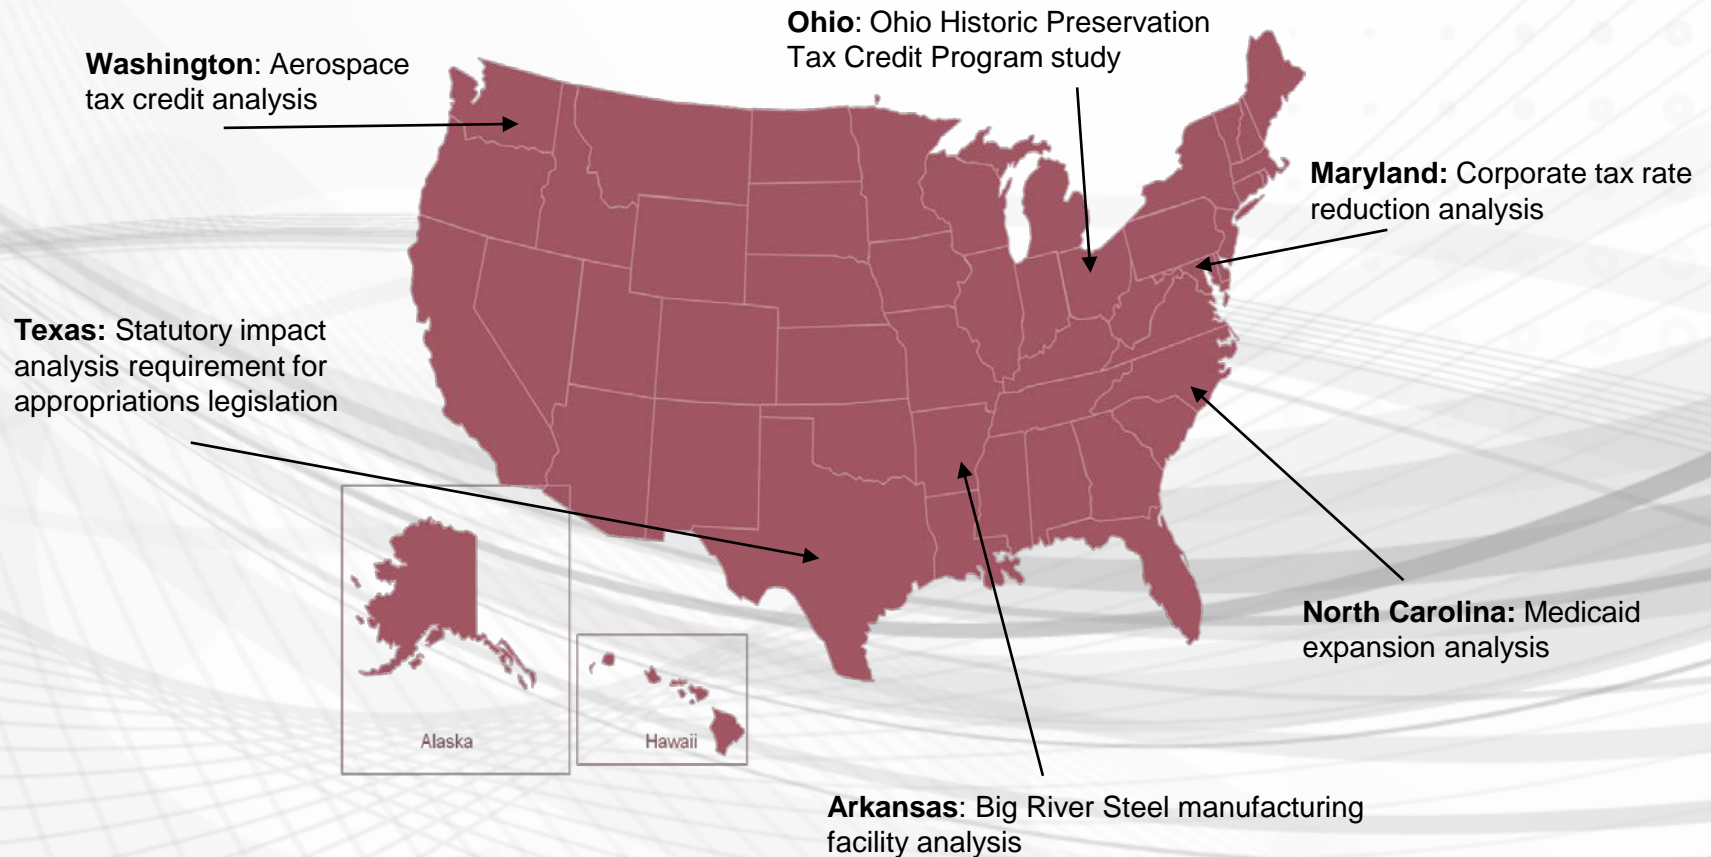 Ohio: Ohio Historic Preservation
Tax Credit Program study
Washington: Aerospace
tax credit analysis
Maryland: Corporate tax rate
reduction analysis
Texas: Statutory impact
analysis requirement for
appropriations legislation
North Carolina: Medicaid
expansion analysis
Alaska
Hawaii
Arkansas: Big River Steel manufacturing
facility analysis